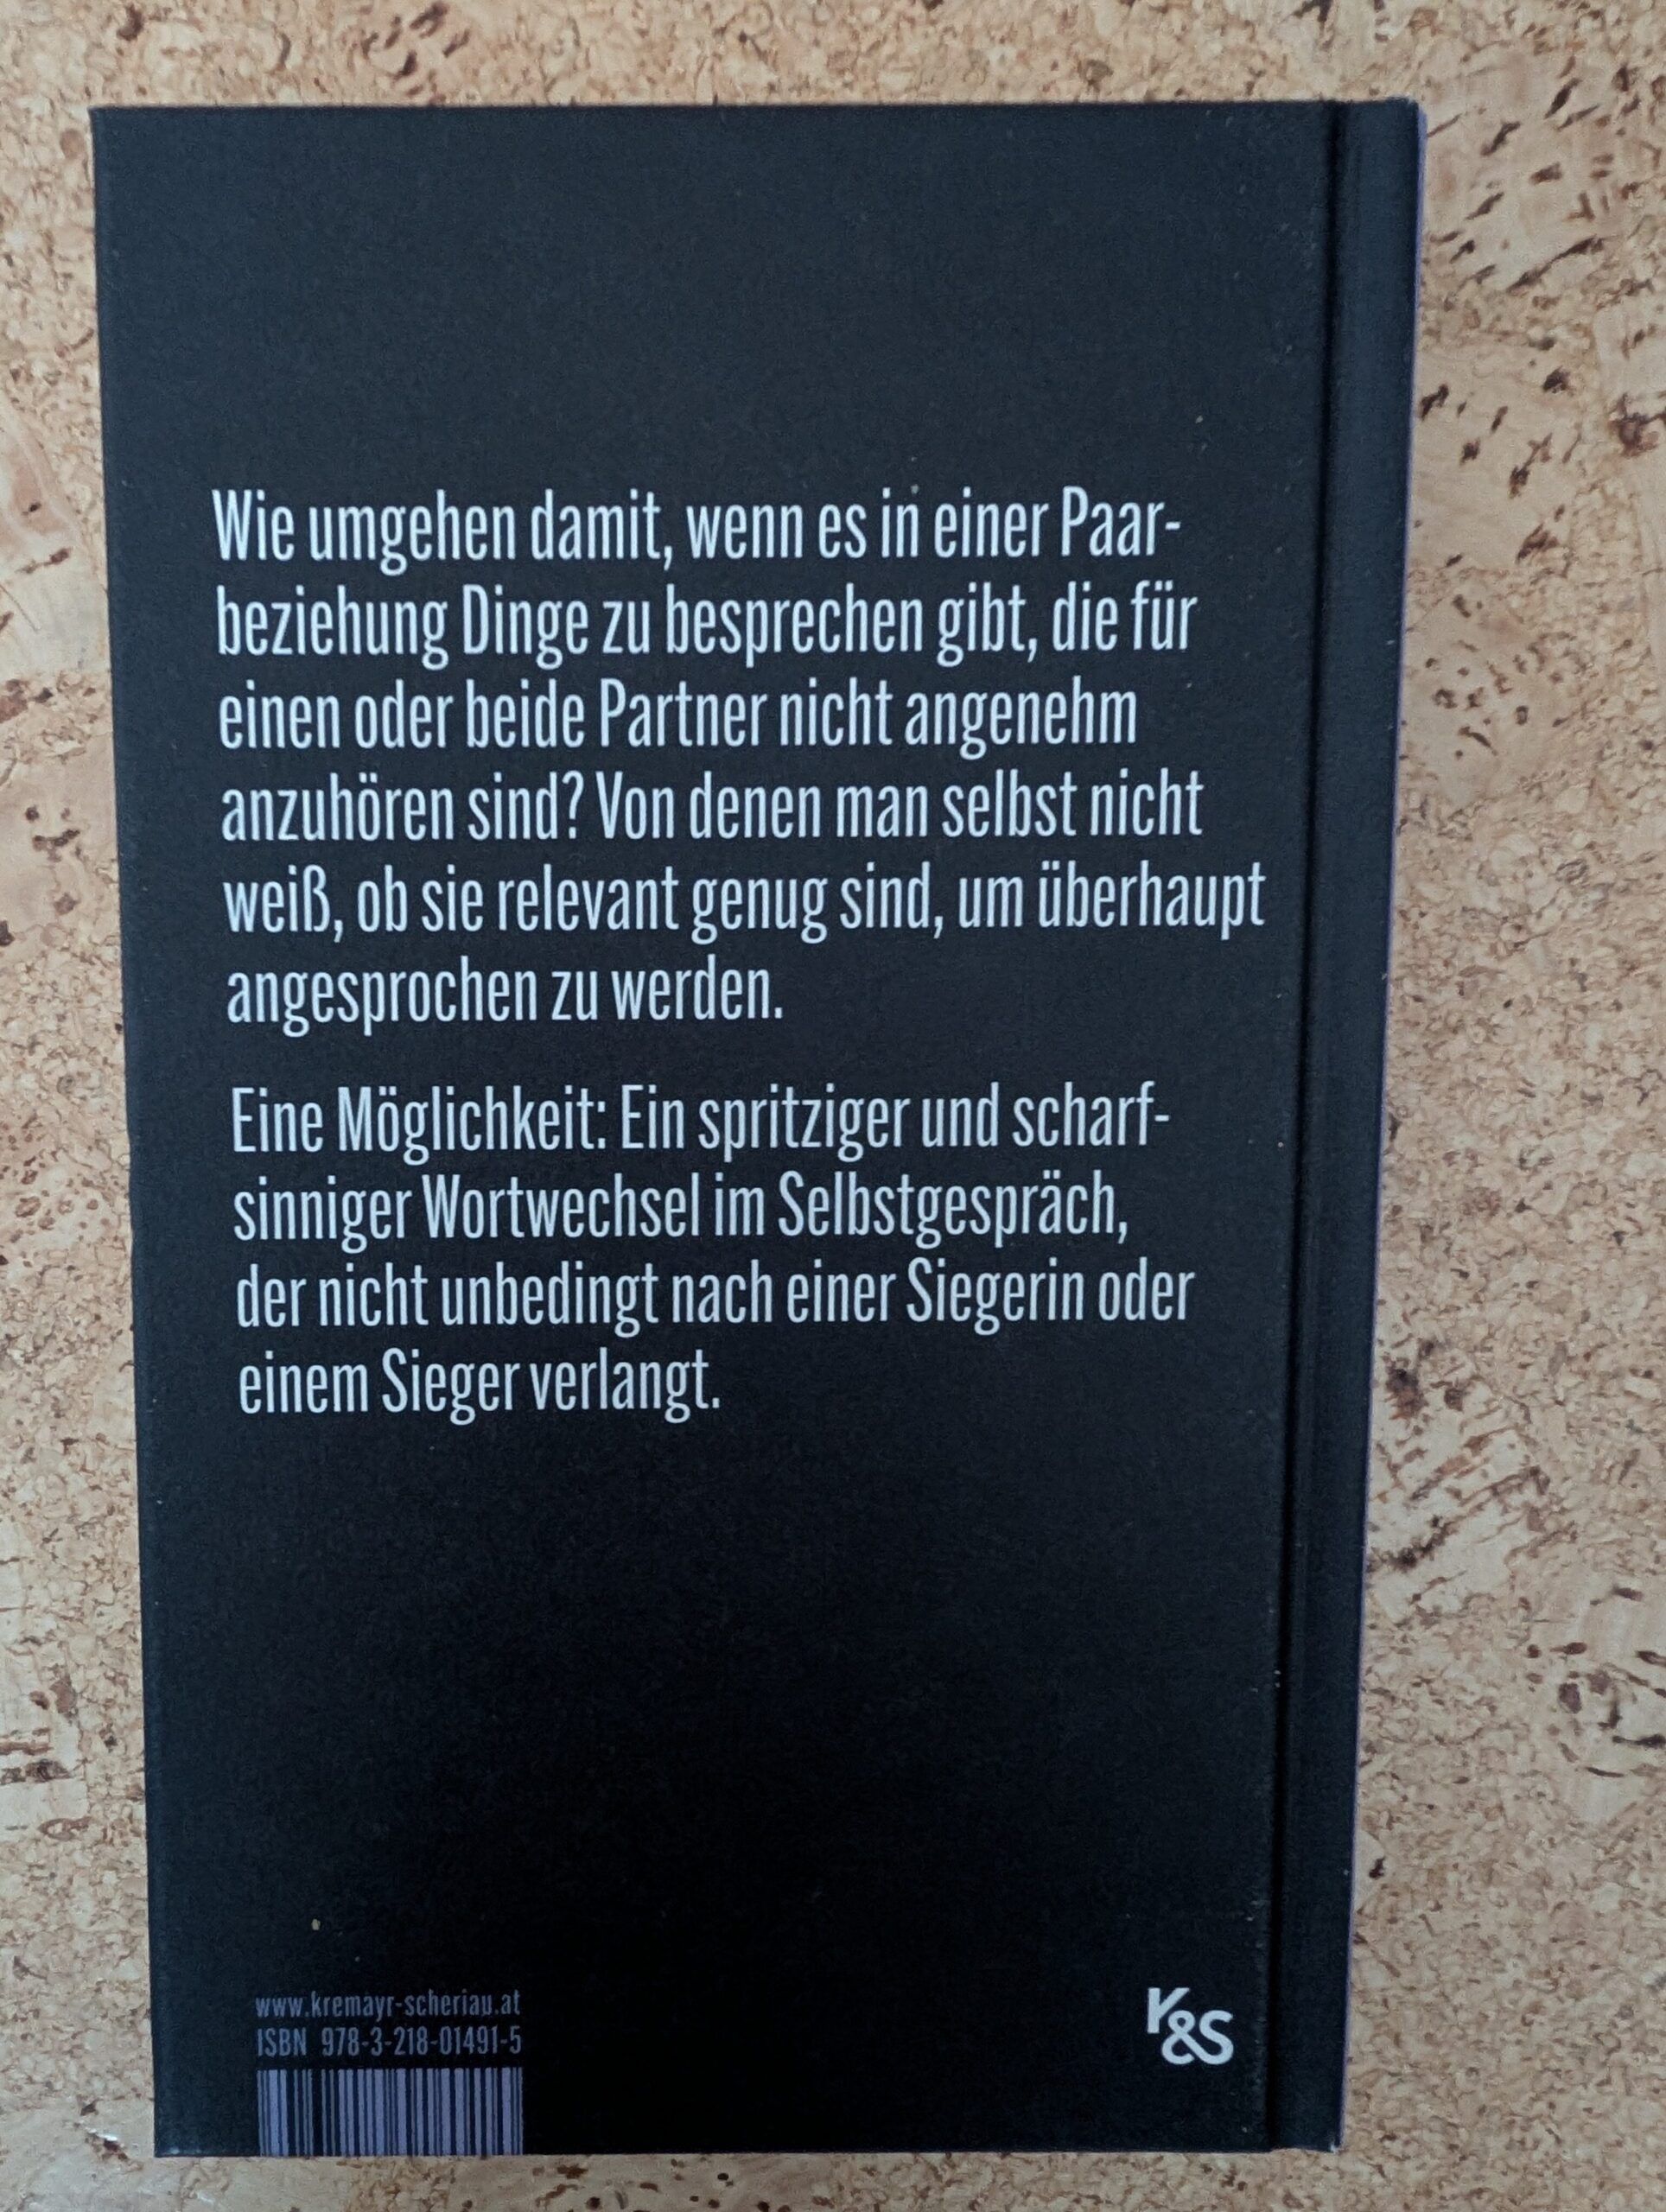 Wie umgehen damit, wenn es in einer Paar-
beziehung Dinge zu besprechen gibt, die für
einen oder beide Partner nicht angenehm
anzuhören sind? Von denen man selbst nicht
weiß, ob sie relevant genug sind, um überhaupt
angesprochen zu werden.
Eine Möglichkeit: Ein spritziger und scharf-
sinniger Wortwechsel im Selbstgespräch,
der nicht unbedingt nach einer Siegerin oder
einem Sieger verlangt.
www.kremayr-scheriau.at
ISBN 978-3-218-01491-5
K&S